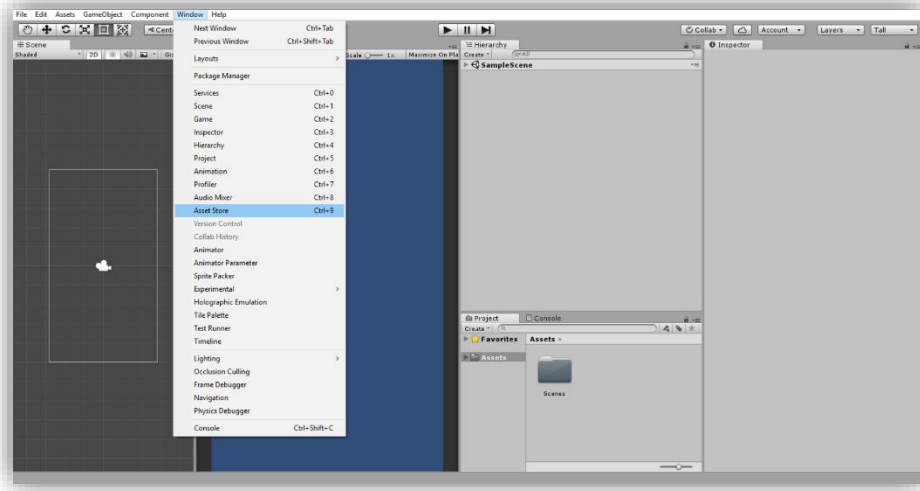 File Edit Assets GameObject Component Window Help
Cent
Collab Account Layers Tall
Scene
Shaded 2D
Scale 1x Maximize On Pla
Hierarchy
Create
SampleScene
Inspector
Next Window Ctrl+Tab
Previous Window Ctrl+Shift+Tab
Layouts
Package Manager
Services Ctrl+0
Scene Ctrl+1
Game Ctrl+2
Inspector Ctrl+3
Hierarchy Ctrl+4
Project Ctrl+5
Animation Ctrl+6
Profiler Ctrl+7
Audio Mixer Ctrl+8
Asset Store Ctrl+9
Version Control
Collab History
Animator
Animator Parameter
Sprite Packer
Experimental
Holographic Emulation
Tile Palette
Test Runner
Timeline
Lighting
Occlusion Culling
Frame Debugger
Navigation
Physics Debugger
Console Ctrl+Shift+C
Project Console
Create
Favorites
Assets
Assets
Scenes